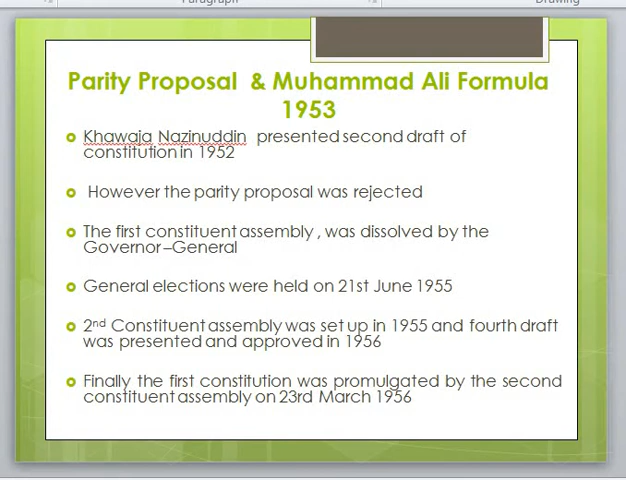 Paragraph
Drawing
Parity Proposal & Muhammad Ali Formula
1953
Khawaja Nazinuddin presented second draft of
constitution in 1952
However the parity proposal was rejected
The first constituent assembly , was dissolved by the
Governor–General
General elections were held on 21st June 1955
2nd Constituent assembly was set up in 1955 and fourth draft
was presented and approved in 1956
Finally the first constitution was promulgated by the second
constituent assembly on 23rd March 1956